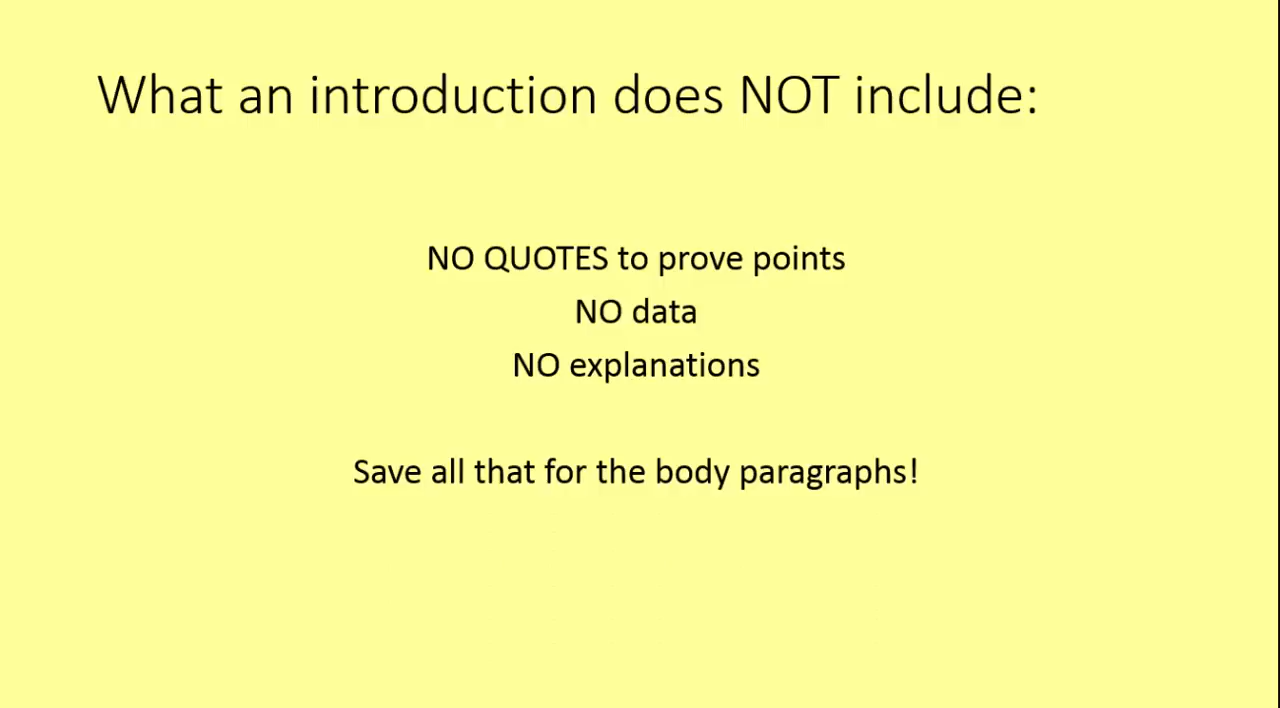 What an introduction does NOT include:
NO QUOTES to prove points
NO data
NO explanations
Save all that for the body paragraphs!